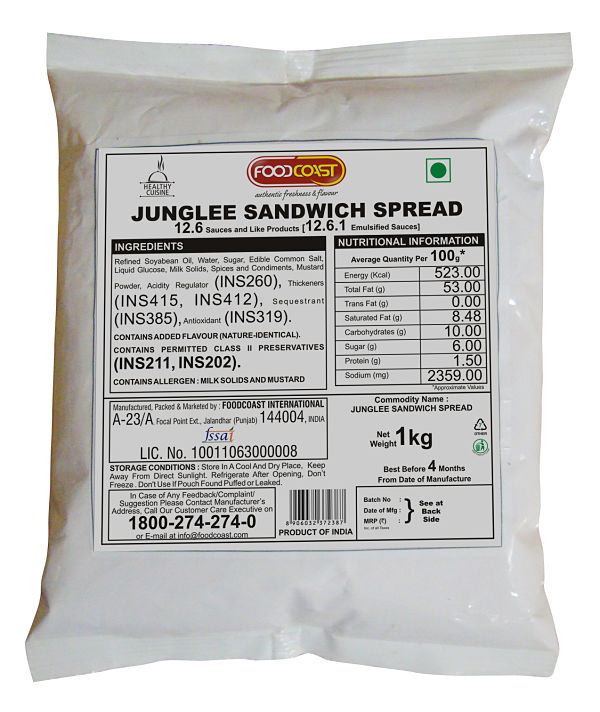 HEALTHY
CUISINE
FOODCOAST
authentic freshness & flavour
JUNGLEE SANDWICH SPREAD
12.6 Sauces and Like Products [12.6.1 Emulsified Sauces]
INGREDIENTS
Refined Soyabean Oil, Water, Sugar, Edible Common Salt,
Liquid Glucose, Milk Solids, Spices and Condiments, Mustard
Powder, Acidity Regulator (INS260), Thickeners
(INS415, INS412), Sequestrant
(INS385), Antioxidant (INS319).
CONTAINS ADDED FLAVOUR (NATURE-IDENTICAL).
CONTAINS PERMITTED CLASS II PRESERVATIVES
(INS211, INS202).
CONTAINS ALLERGEN : MILK SOLIDS AND MUSTARD
NUTRITIONAL INFORMATION
Average Quantity Per 100g*
Energy (Kcal) 523.00
Total Fat (g) 53.00
Trans Fat (g) 0.00
Saturated Fat (g) 8.48
Carbohydrates (g) 10.00
Sugar (g) 6.00
Protein (g) 1.50
Sodium (mg) 2359.00
*Approximate Values
Manufactured, Packed & Marketed by : FOODCOAST INTERNATIONAL
A-23/A Focal Point Ext., Jalandhar (Punjab) 144004, INDIA
fssai
LIC. No. 10011063000008
STORAGE CONDITIONS : Store In A Cool And Dry Place, Keep
Away From Direct Sunlight. Refrigerate After Opening, Don't
Freeze . Don't Use If Pouch Found Puffed or Leaked.
In Case of Any Feedback/Complaint/
Suggestion Please Contact Manufacturer's
Address, Call Our Customer Care Executive on
1800-274-274-0
or E-mail at info@foodcoast.com
8 906032 372387
PRODUCT OF INDIA
Commodity Name :
JUNGLEE SANDWICH SPREAD
Net
Weight 1kg
OTHER
Best Before 4 Months
From Date of Manufacture
Batch No :
Date of Mfg :
MRP (₹) :
Inc. of all Taxes
See at
Back
Side